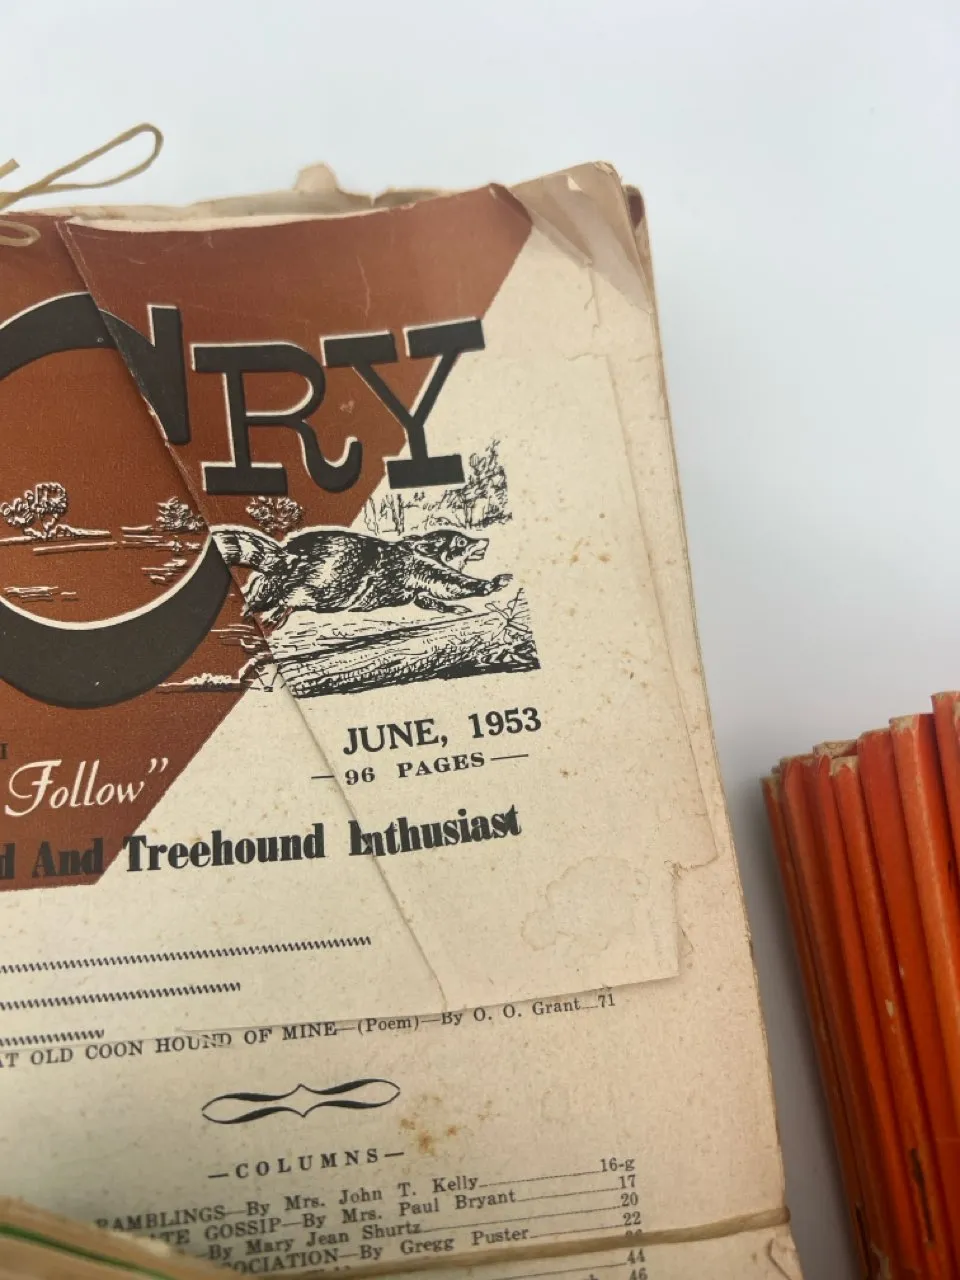 CRY
JUNE, 1953
—96 PAGES—
Follow"
And Treehound Enthusiast
OLD COON HOUND OF MINE—(Poem)—By O. O. Grant 71
—COLUMNS—
RAMBLINGS—By Mrs. John T. Kelly 16-g
GOSSIP—By Mrs. Paul Bryant 17
By Mary Jean Shurtz 20
By Gregg Puster 22
44
46